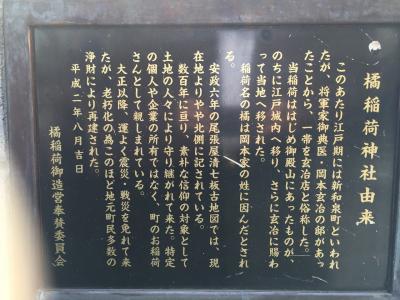 橘稲荷神社由来
このあたり江戸期には新和泉町といわれ
たが、将軍家御典医・岡本玄冶の邸があっ
たことから、一帯を玄冶店と俗称した。
当稲荷ははじめ御殿山にあったものが、
のちに江戸城内へ移り、さらに玄冶に賜わ
って当地へ移された。
稲荷名の橘は岡本家の姓に因んだとされ
る。
安政六年の尾張屋清七板古地図では、現
在地よりやや北側に記されている。
数百年に亘り、素朴な信仰の対象として
土地の人々により守り継がれて来た。特定
の個人や企業の所有ではなく、町のお稲荷
さんとして親しまれている。
大正以降、運よく震災・戦災を免れて来
たが、老朽化の為このほど地元町民多数の
浄財により再建された。
平成二年八月吉日
橘稲荷御造営奉賛委員会